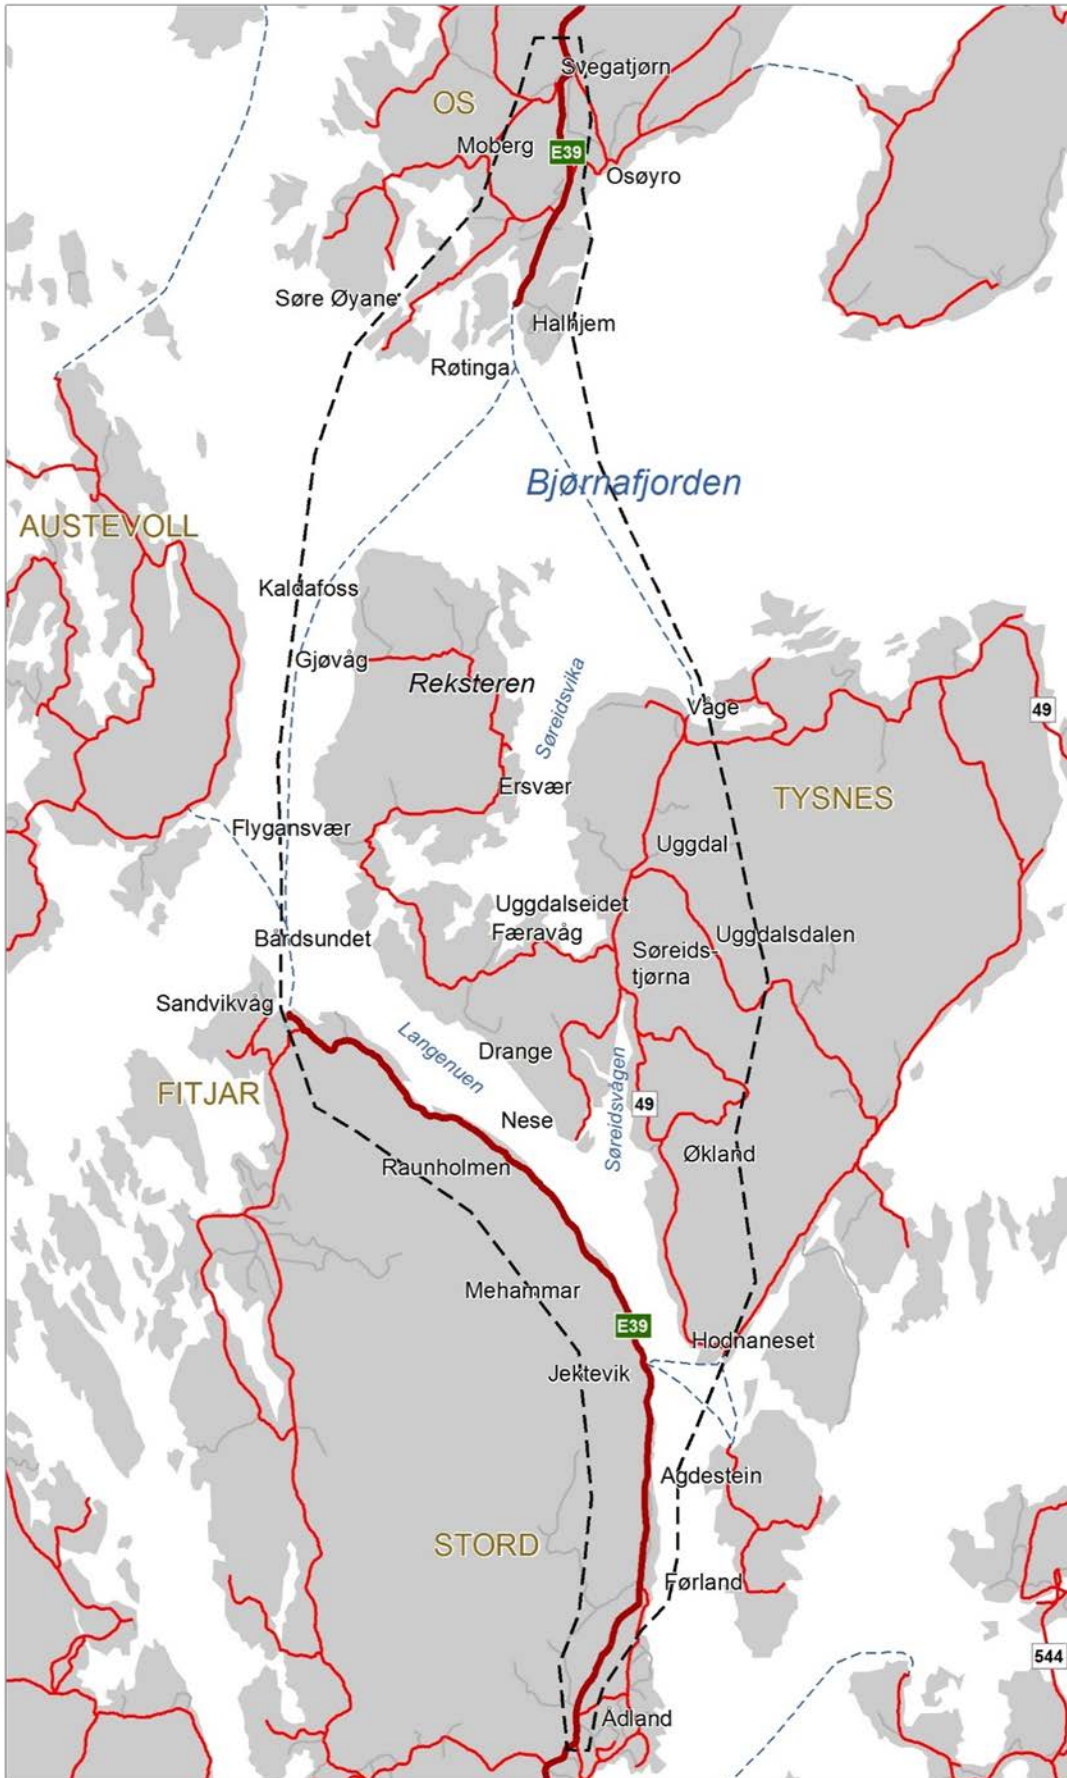 Svegatjørn
OS
Moberg
E39
Osøyro
Søre Øyane
Halhjem
Røtinga
Bjørnafjorden
AUSTEVOLL
Kaldafoss
Gjøvåg
Reksteren
Søreidsvika
Våge
49
Ersvær
TYSNES
Flygansvær
Uggdal
Uggdalseidet
Færavåg
Uggdalsdalen
Bårdsundet
Søreids-
tjørna
Sandvikvåg
Langenuen
Drange
FITJAR
Søreidsvågen
49
Nese
Økland
Raunholmen
Mehammar
E39
Hodnaneset
Jektevik
Agdestein
STORD
Førland
544
Ådland